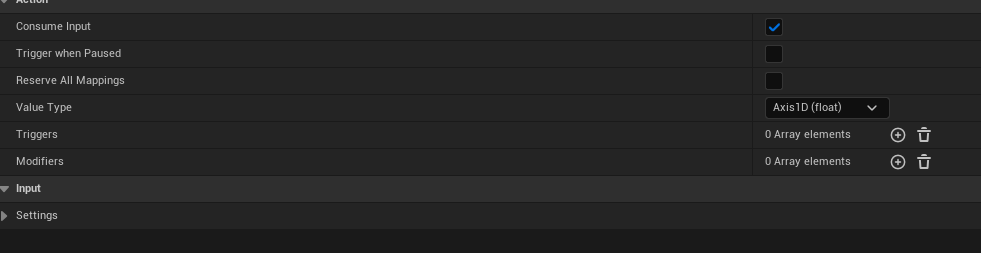 Action
Consume Input
Trigger when Paused
Reserve All Mappings
Value Type Axis1D (float)
Triggers 0 Array elements
Modifiers 0 Array elements
Input
Settings